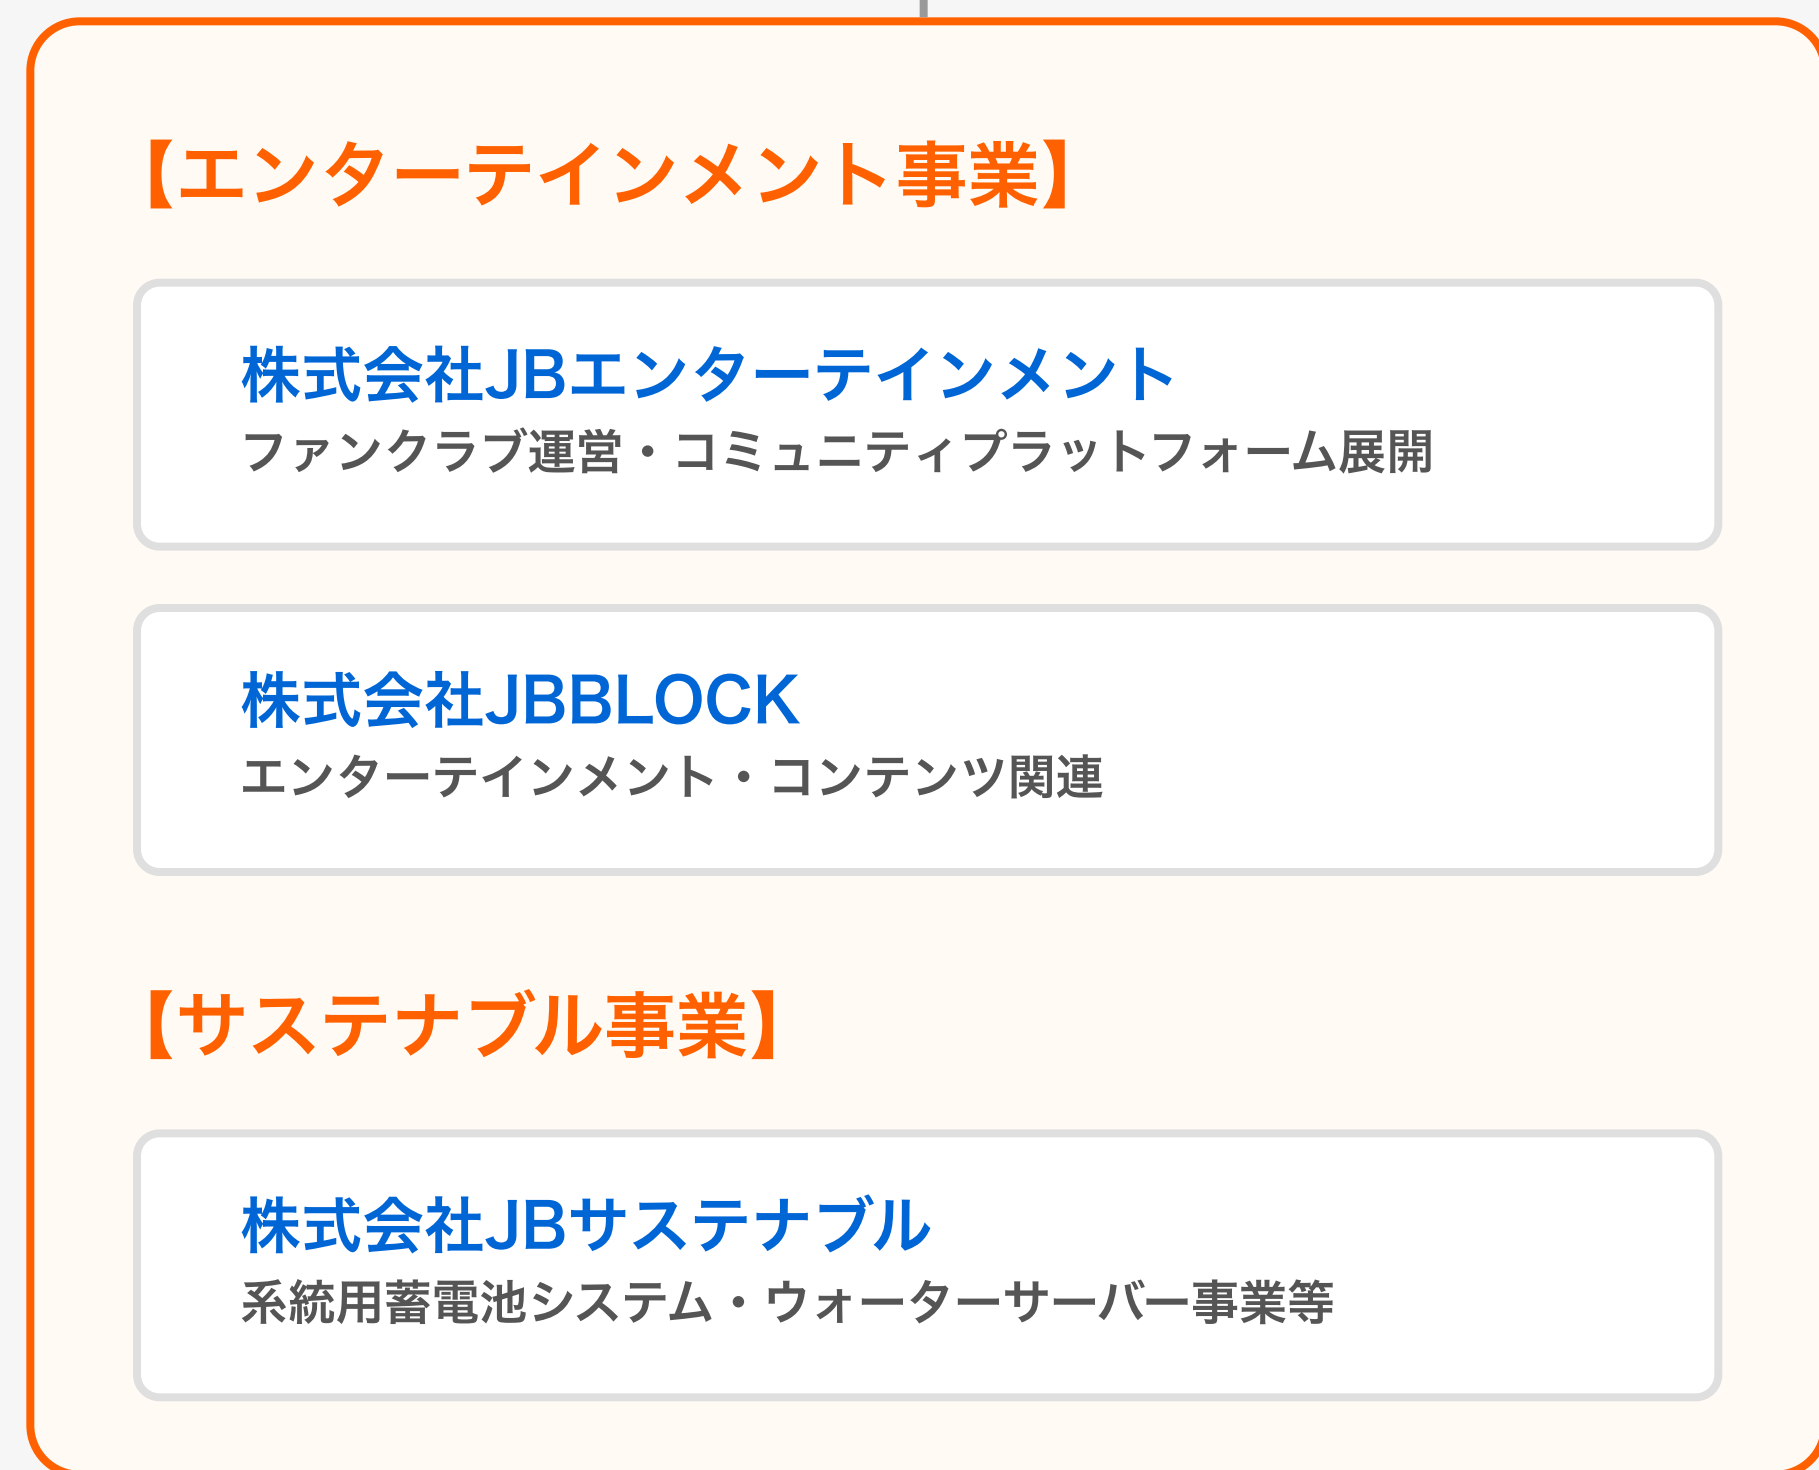 【エンターテインメント事業】
株式会社JBエンターテインメント
ファンクラブ運営・コミュニティプラットフォーム展開
株式会社JBBLOCK
エンターテインメント・コンテンツ関連
【サステナブル事業】
株式会社JBサステナブル
系統用蓄電池システム・ウォーターサーバー事業等